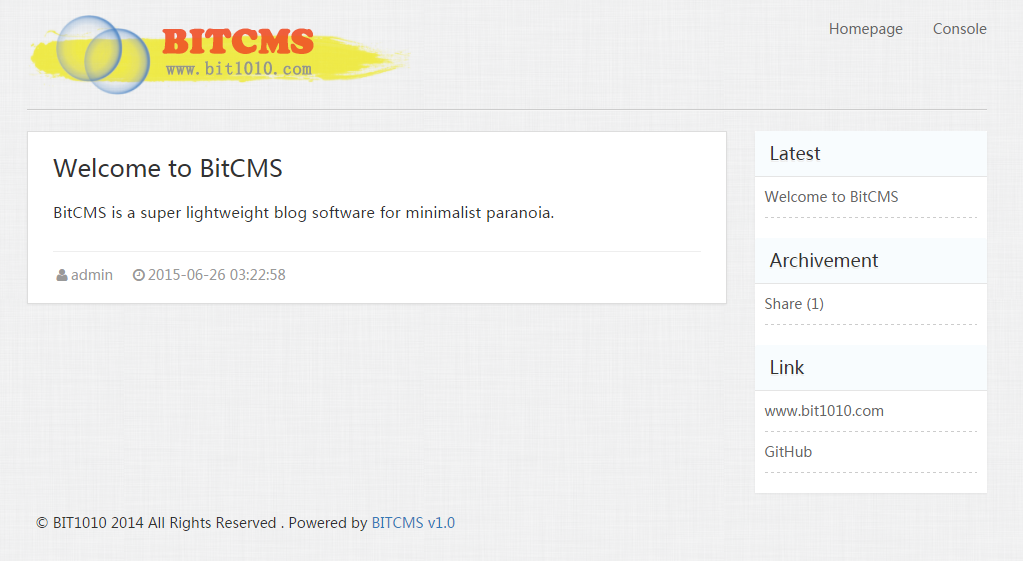 BITCMS
www.bit1010.com
Homepage Console
Welcome to BitCMS
BitCMS is a super lightweight blog software for minimalist paranoia.
admin 2015-06-26 03:22:58
Latest
Welcome to BitCMS
Archivement
Share (1)
Link
www.bit1010.com
GitHub
© BIT1010 2014 All Rights Reserved . Powered by BITCMS v1.0